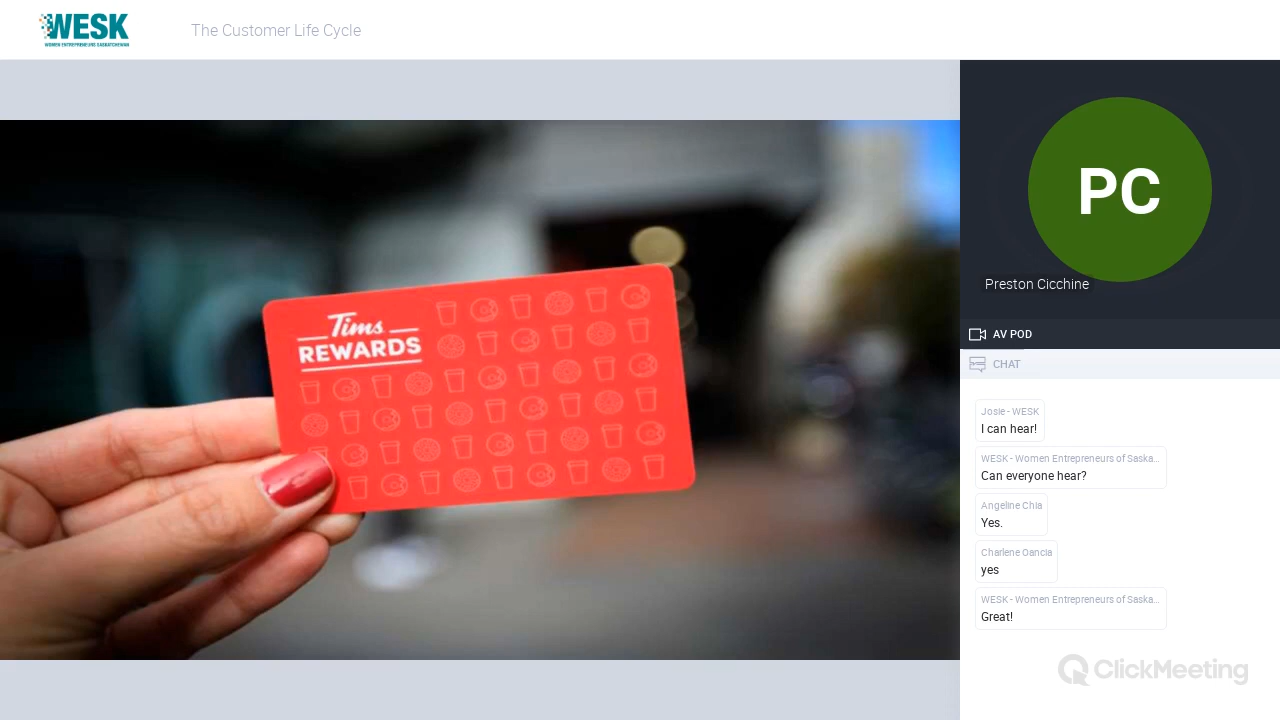 WESK
WOMEN ENTREPRENEURS SASKATCHEWAN
The Customer Life Cycle
Tims
REWARDS
PC
Preston Cicchine
AV POD
CHAT
Josie - WESK
I can hear!
WESK - Women Entrepreneurs of Saska...
Can everyone hear?
Angeline Chia
Yes.
Charlene Oancia
yes
WESK - Women Entrepreneurs of Saska...
Great!
ClickMeeting